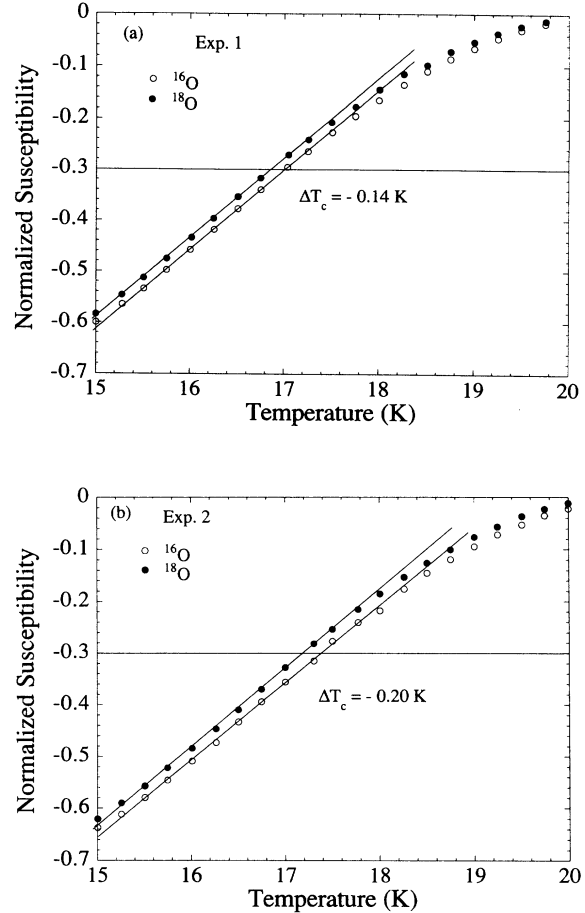 (a)
Exp. 1
¹⁶O
¹⁸O
ΔT_c = - 0.14 K
0
-0.1
-0.2
-0.3
-0.4
-0.5
-0.6
-0.7
Normalized Susceptibility
15 16 17 18 19 20
Temperature (K)
(b)
Exp. 2
¹⁶O
¹⁸O
ΔT_c = - 0.20 K
0
-0.1
-0.2
-0.3
-0.4
-0.5
-0.6
-0.7
Normalized Susceptibility
15 16 17 18 19 20
Temperature (K)